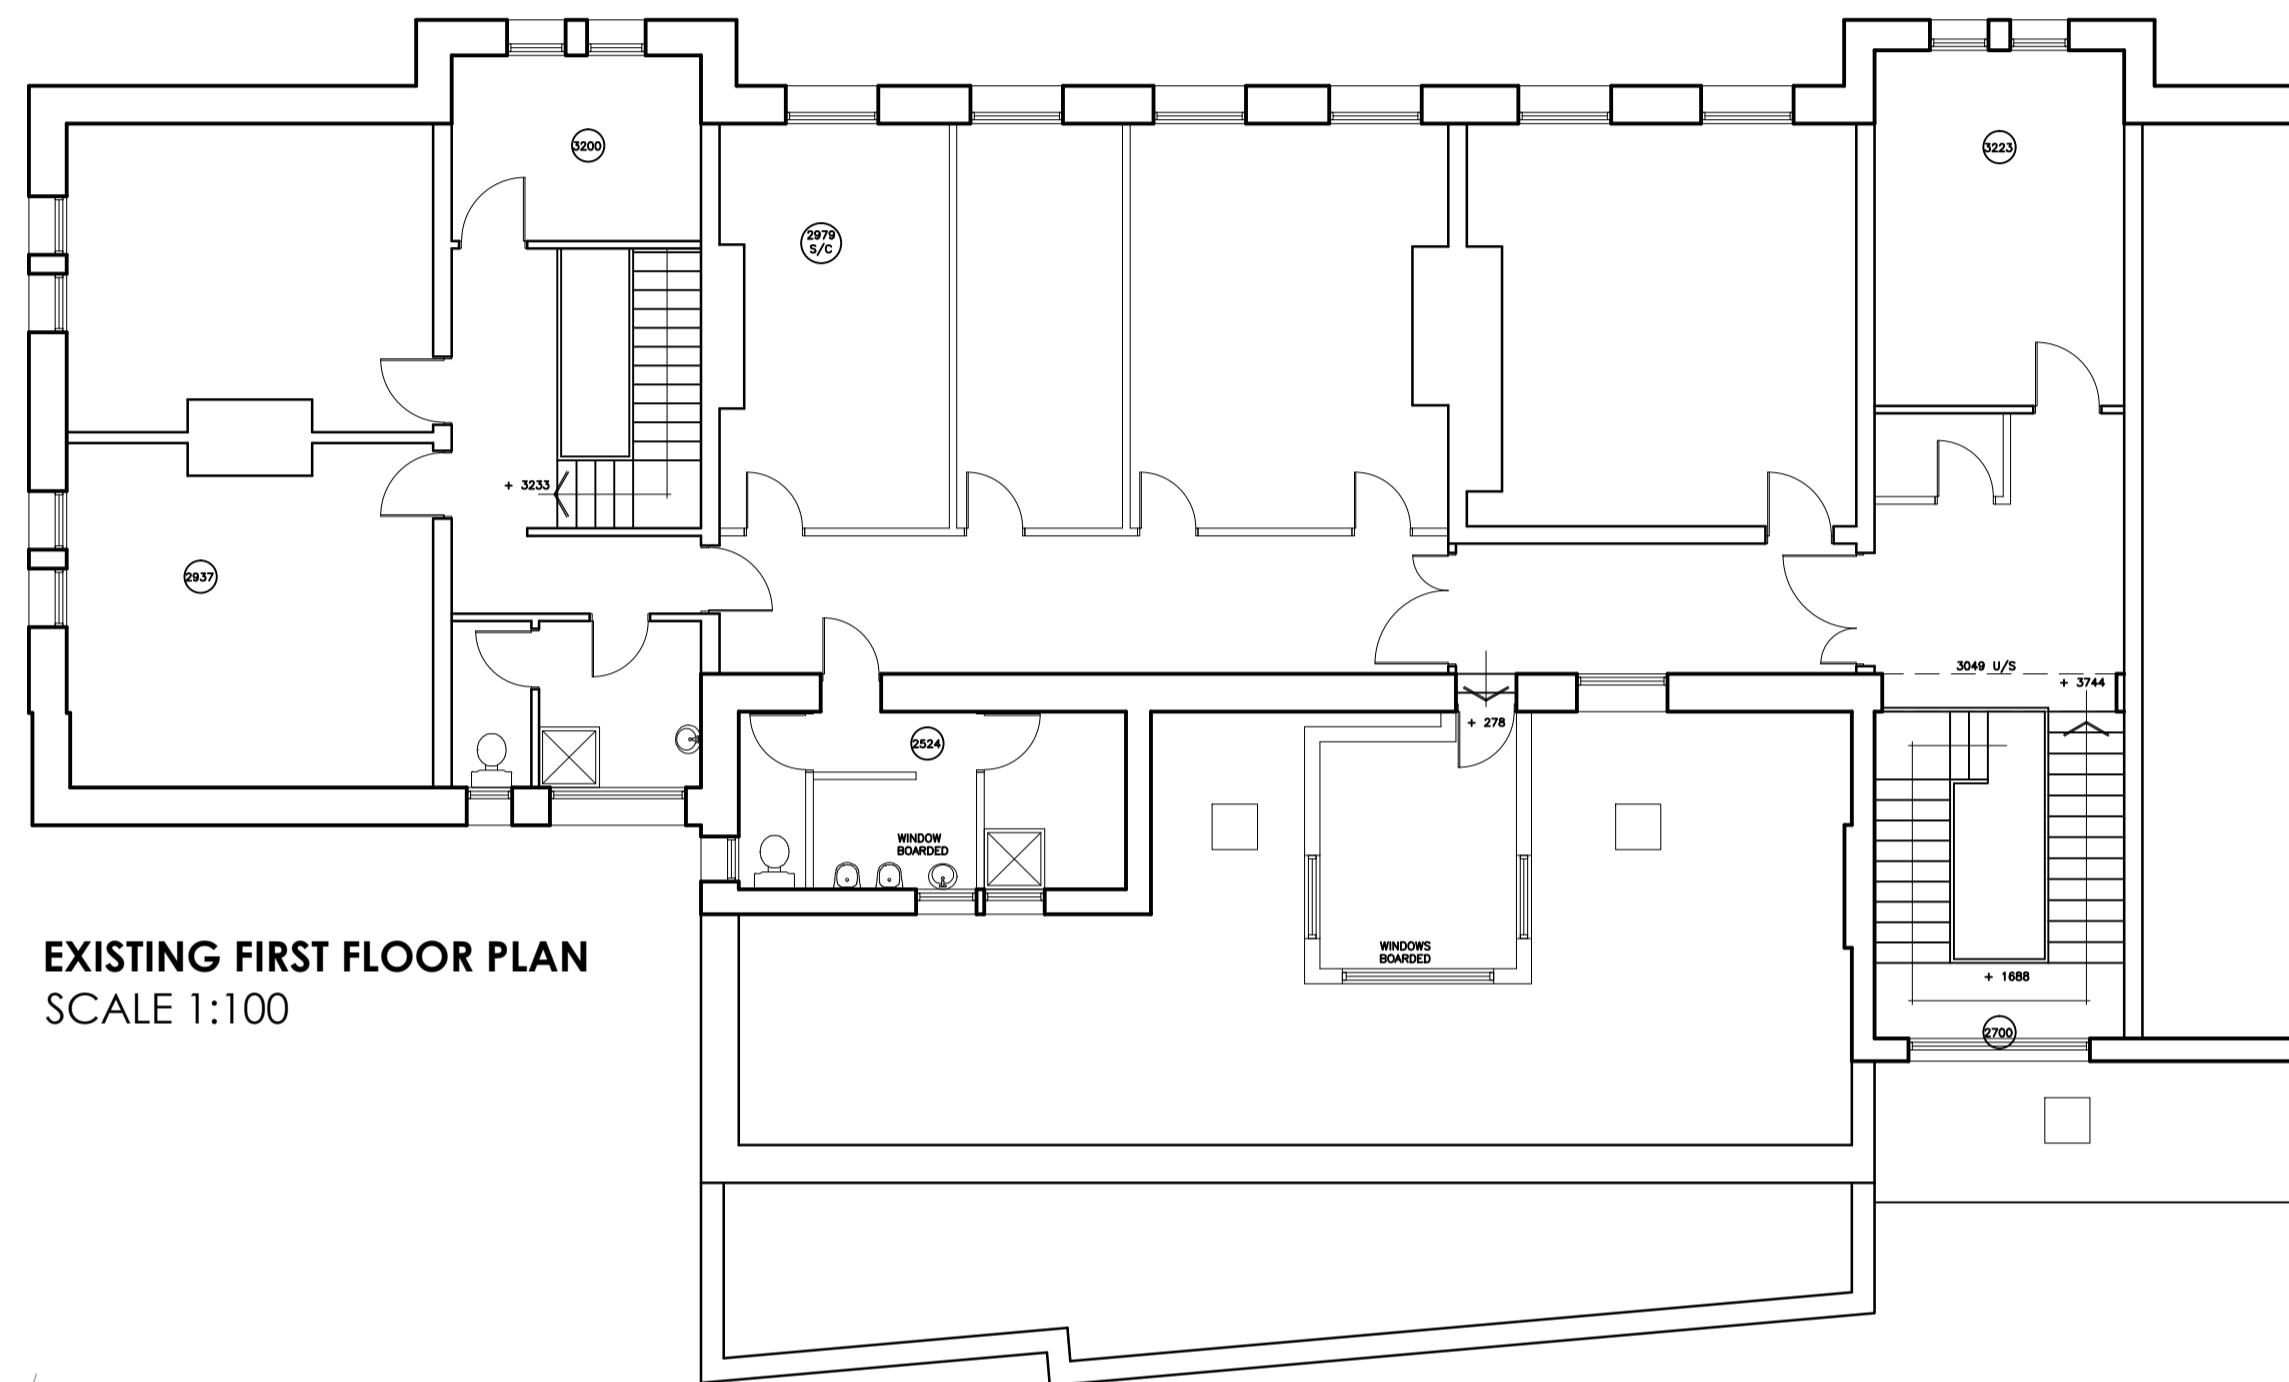 3200
3223
2979
S/C
+ 3233
2937
3049 U/S
+ 3744
+ 278
2524
WINDOW
BOARDED
WINDOWS
BOARDED
EXISTING FIRST FLOOR PLAN
SCALE 1:100
+ 1688
2700